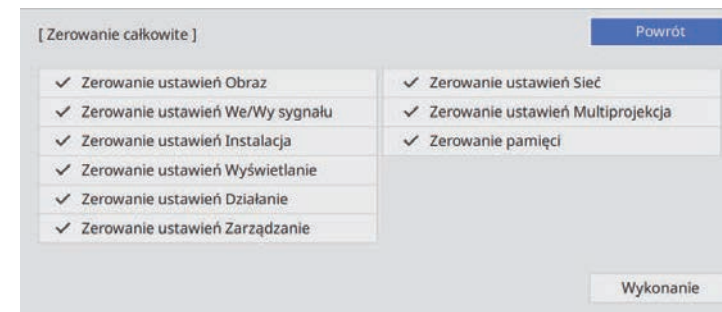 [ Zerowanie całkowite ]
Powrót
Zerowanie ustawień Obraz
Zerowanie ustawień We/Wy sygnału
Zerowanie ustawień Instalacja
Zerowanie ustawień Wyświetlanie
Zerowanie ustawień Działanie
Zerowanie ustawień Zarządzanie
Zerowanie ustawień Sieć
Zerowanie ustawień Multiprojekcja
Zerowanie pamięci
Wykonanie